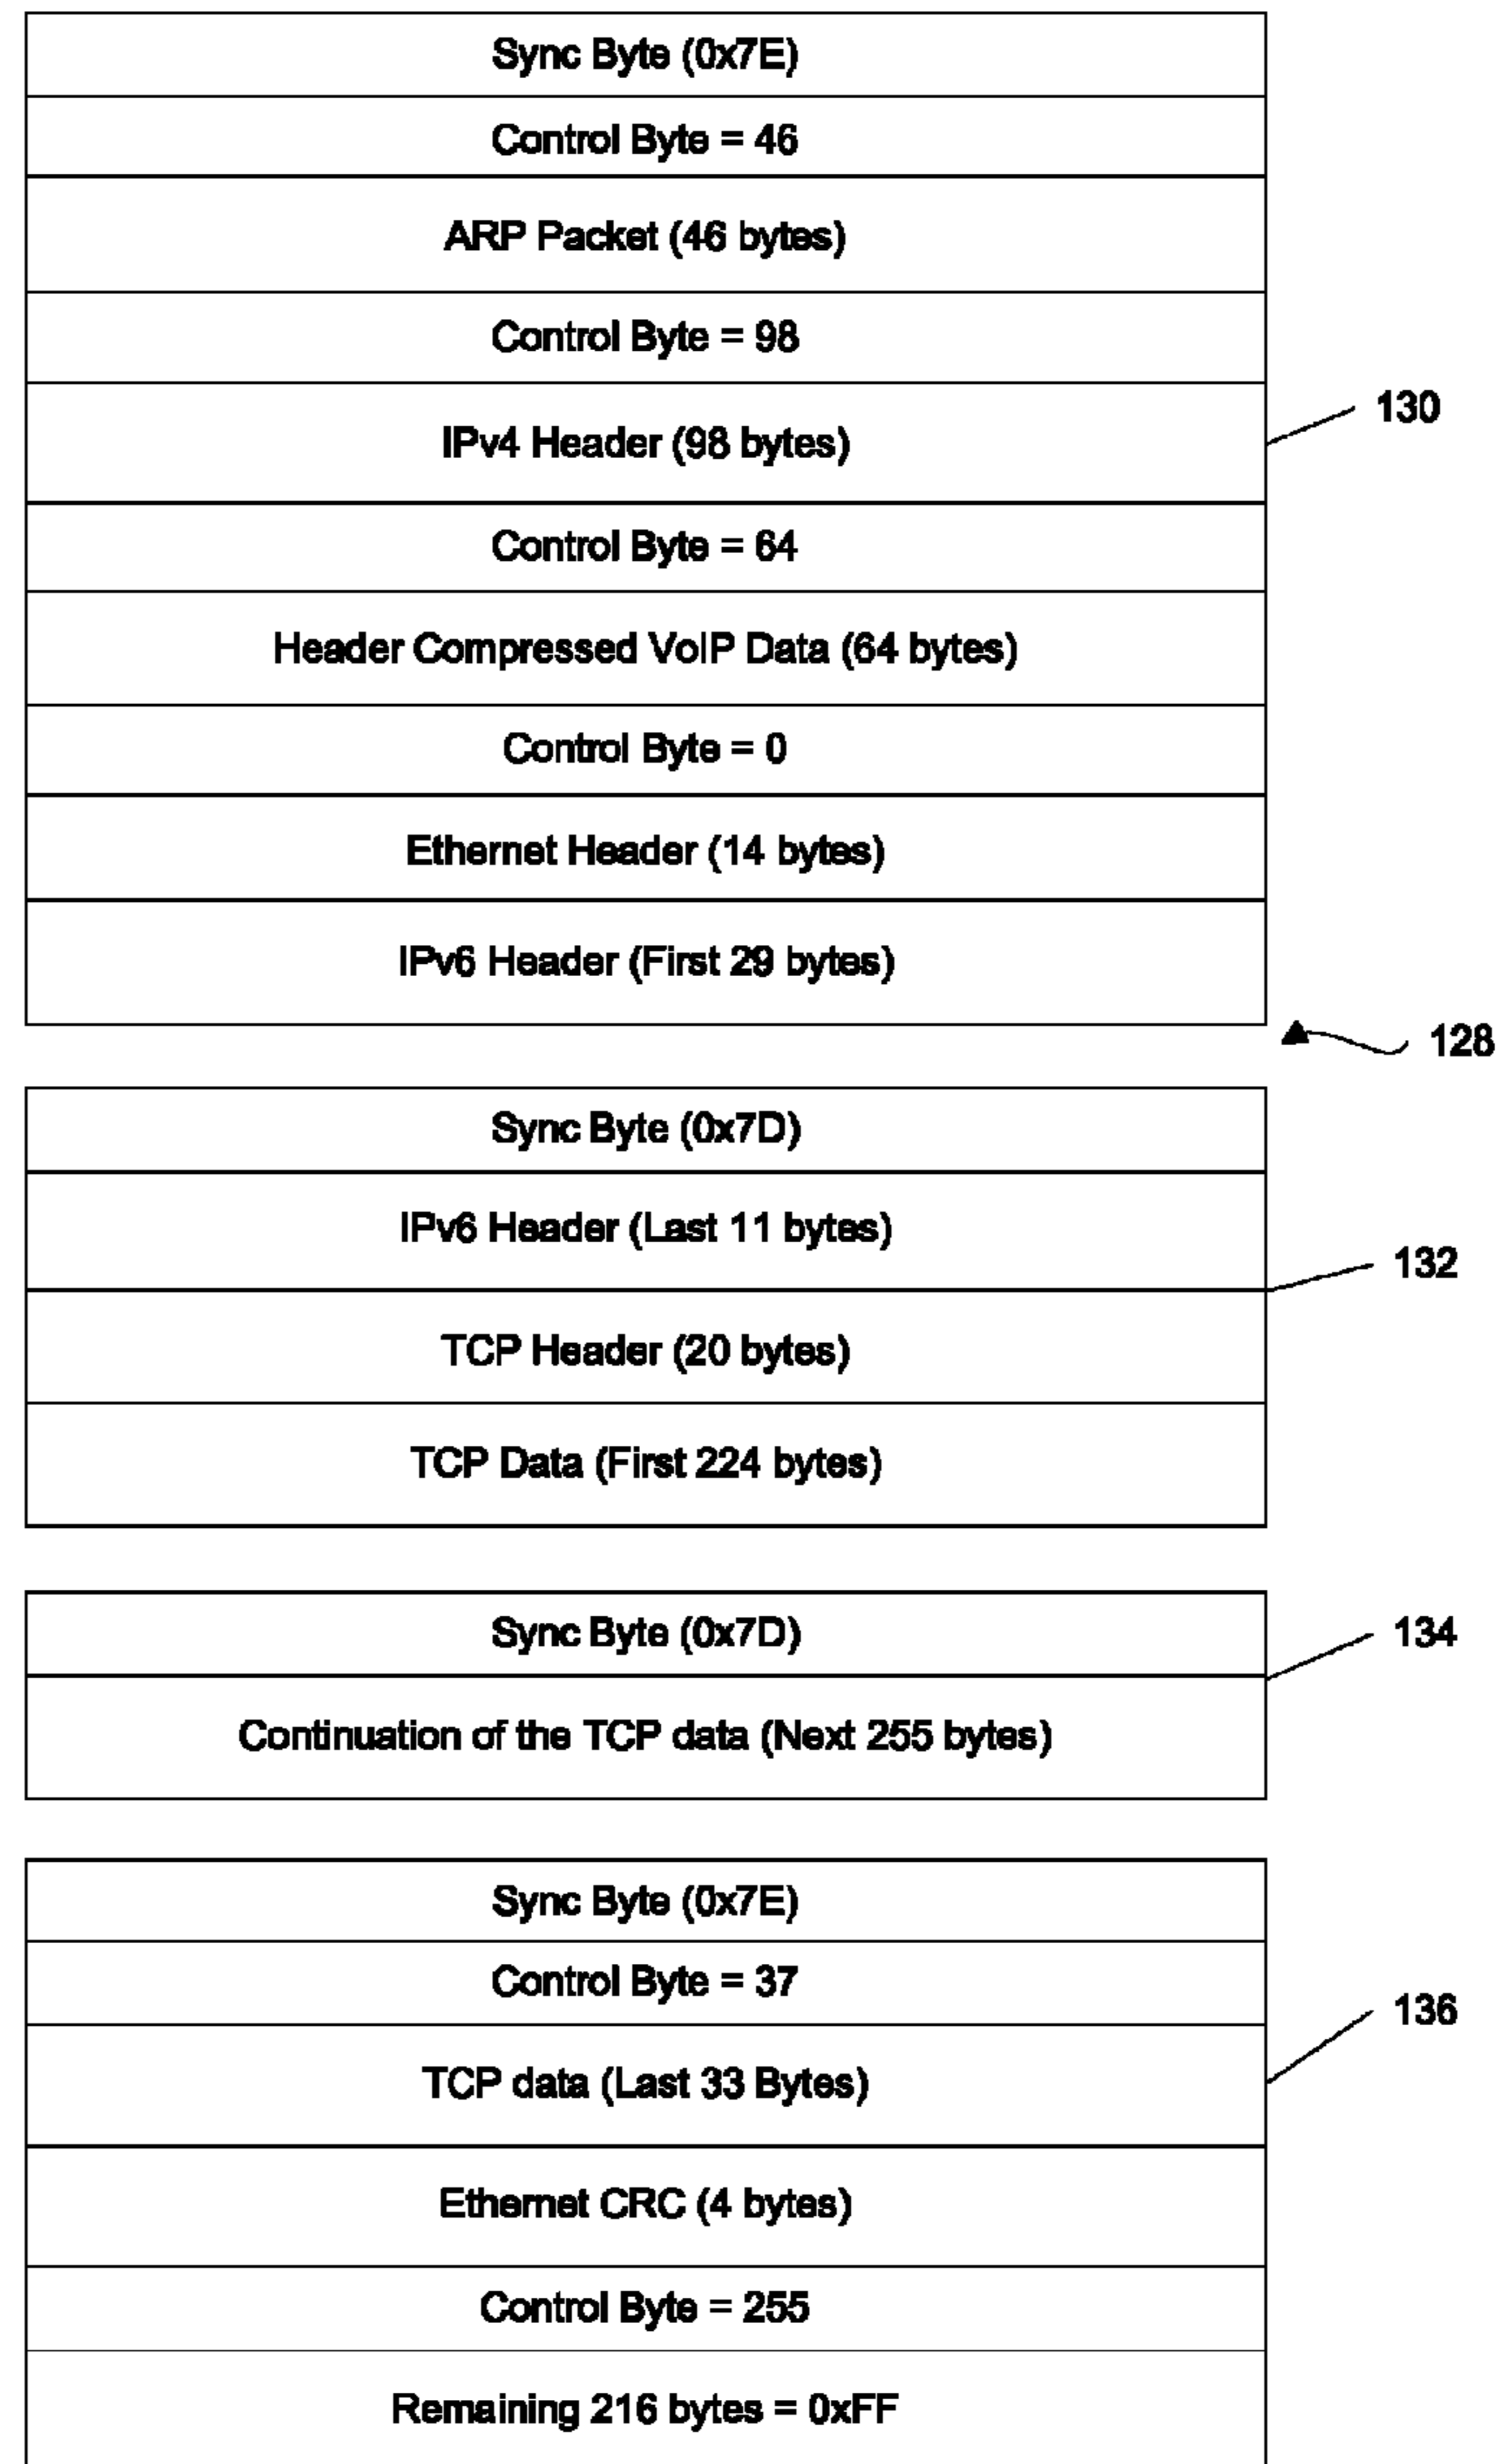 Sync Byte (0x7E)
Control Byte = 46
ARP Packet (46 bytes)
Control Byte = 98
130
IPv4 Header (98 bytes)
Control Byte = 64
Header Compressed VoIP Data (64 bytes)
Control Byte = 0
Ethernet Header (14 bytes)
IPv6 Header (First 29 bytes)
128
Sync Byte (0x7D)
IPv6 Header (Last 11 bytes)
132
TCP Header (20 bytes)
TCP Data (First 224 bytes)
Sync Byte (0x7D)
134
Continuation of the TCP data (Next 255 bytes)
Sync Byte (0x7E)
Control Byte = 37
136
TCP data (Last 33 Bytes)
Ethernet CRC (4 bytes)
Control Byte = 255
Remaining 216 bytes = 0xFF